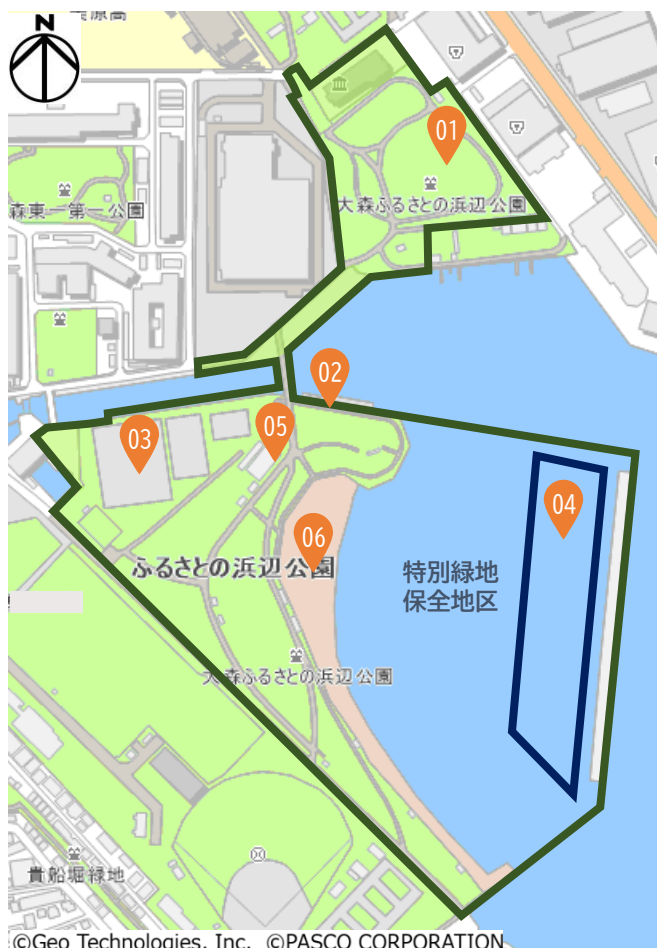 N
01
大森ふるさとの浜辺公園
森東一第一公園
02
03
05
04
06
ふるさとの浜辺公園
特別緑地
保全地区
大森ふるさとの浜辺公園
貴船堀緑地
©Geo Technologies, Inc. ©PASCO CORPORATION